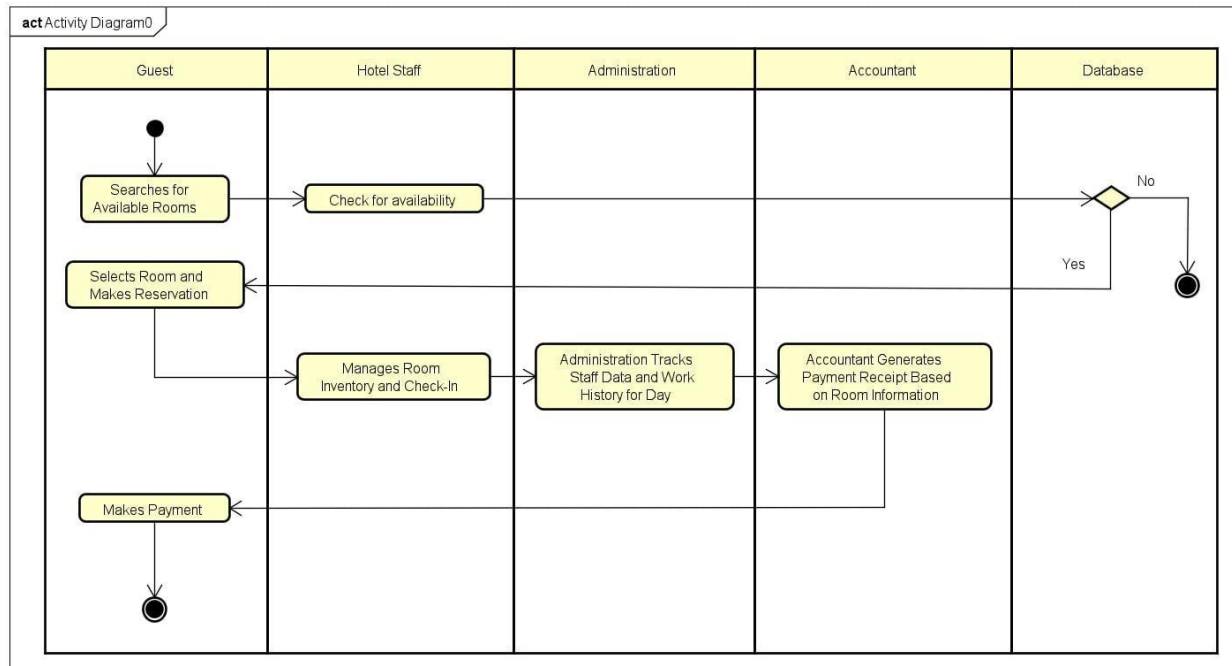 act Activity Diagram0
Guest
Hotel Staff
Administration
Accountant
Database
Searches for
Available Rooms
Check for availability
No
Selects Room and
Makes Reservation
Yes
Manages Room
Inventory and Check-In
Administration Tracks
Staff Data and Work
History for Day
Accountant Generates
Payment Receipt Based
on Room Information
Makes Payment